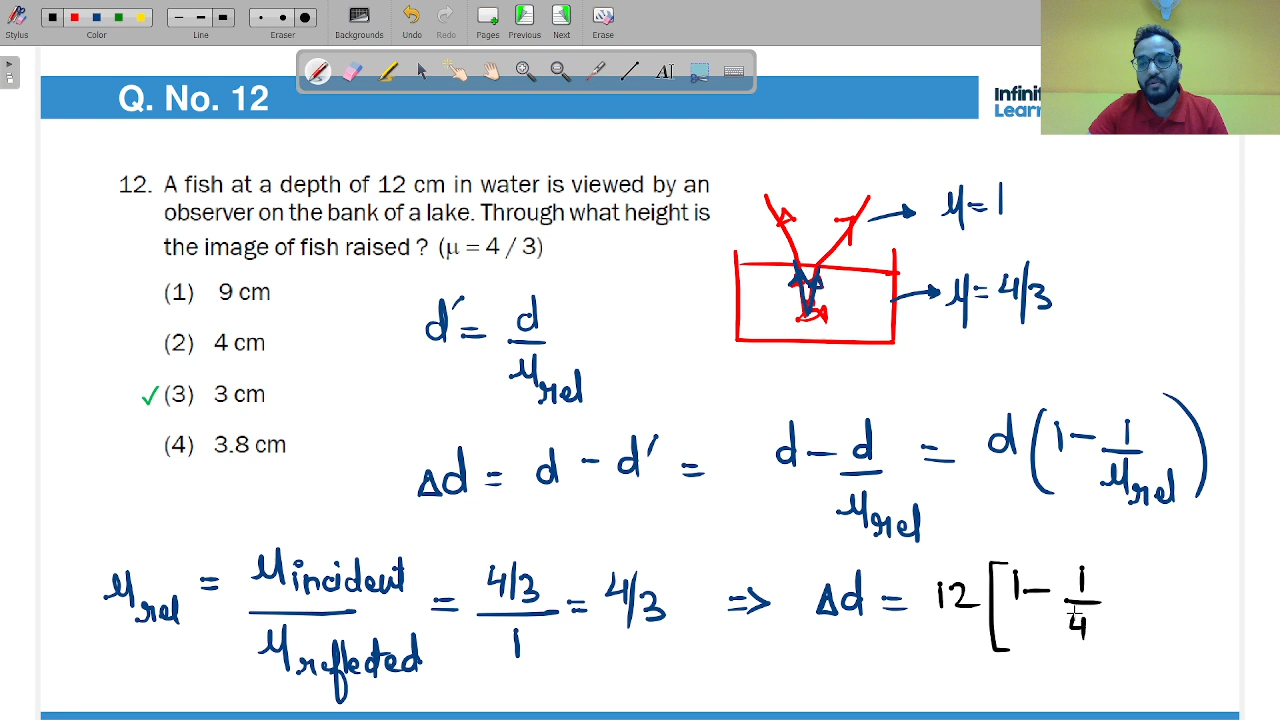 Stylus
Color
Line
Eraser
Backgrounds
Undo
Redo
Pages
Previous
Next
Erase
Q. No. 12
Infinit
Learn
12. A fish at a depth of 12 cm in water is viewed by an
observer on the bank of a lake. Through what height is
the image of fish raised ? (μ = 4 / 3)
(1) 9 cm
(2) 4 cm
✓(3) 3 cm
(4) 3.8 cm
μ = 1
μ = 4/3
d' = d / μrel
Δd = d - d' = d - d / μrel = d (1 - 1 / μrel)
μrel = μincident / μreflected = 4/3 / 1 = 4/3 => Δd = 12 [1 - 1 / 4